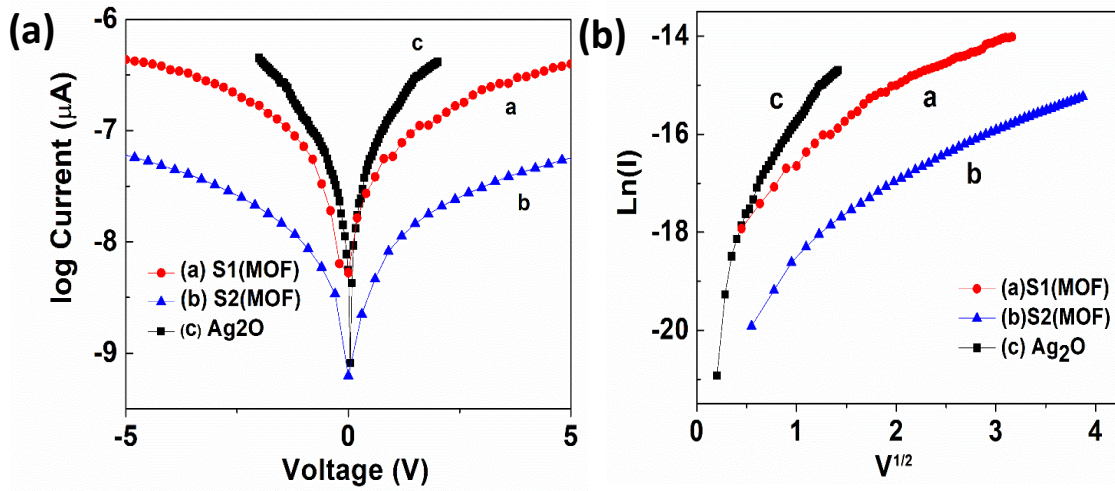 (a)
-6
-7
-8
-9
log Current (µA)
c
a
b
(a) S1(MOF)
(b) S2(MOF)
(c) Ag2O
-5
0
5
Voltage (V)
(b)
-14
-16
-18
-20
Ln(I)
c
a
b
(a)S1(MOF)
(b)S2(MOF)
(c) Ag₂O
0
1
2
3
4
V¹/²